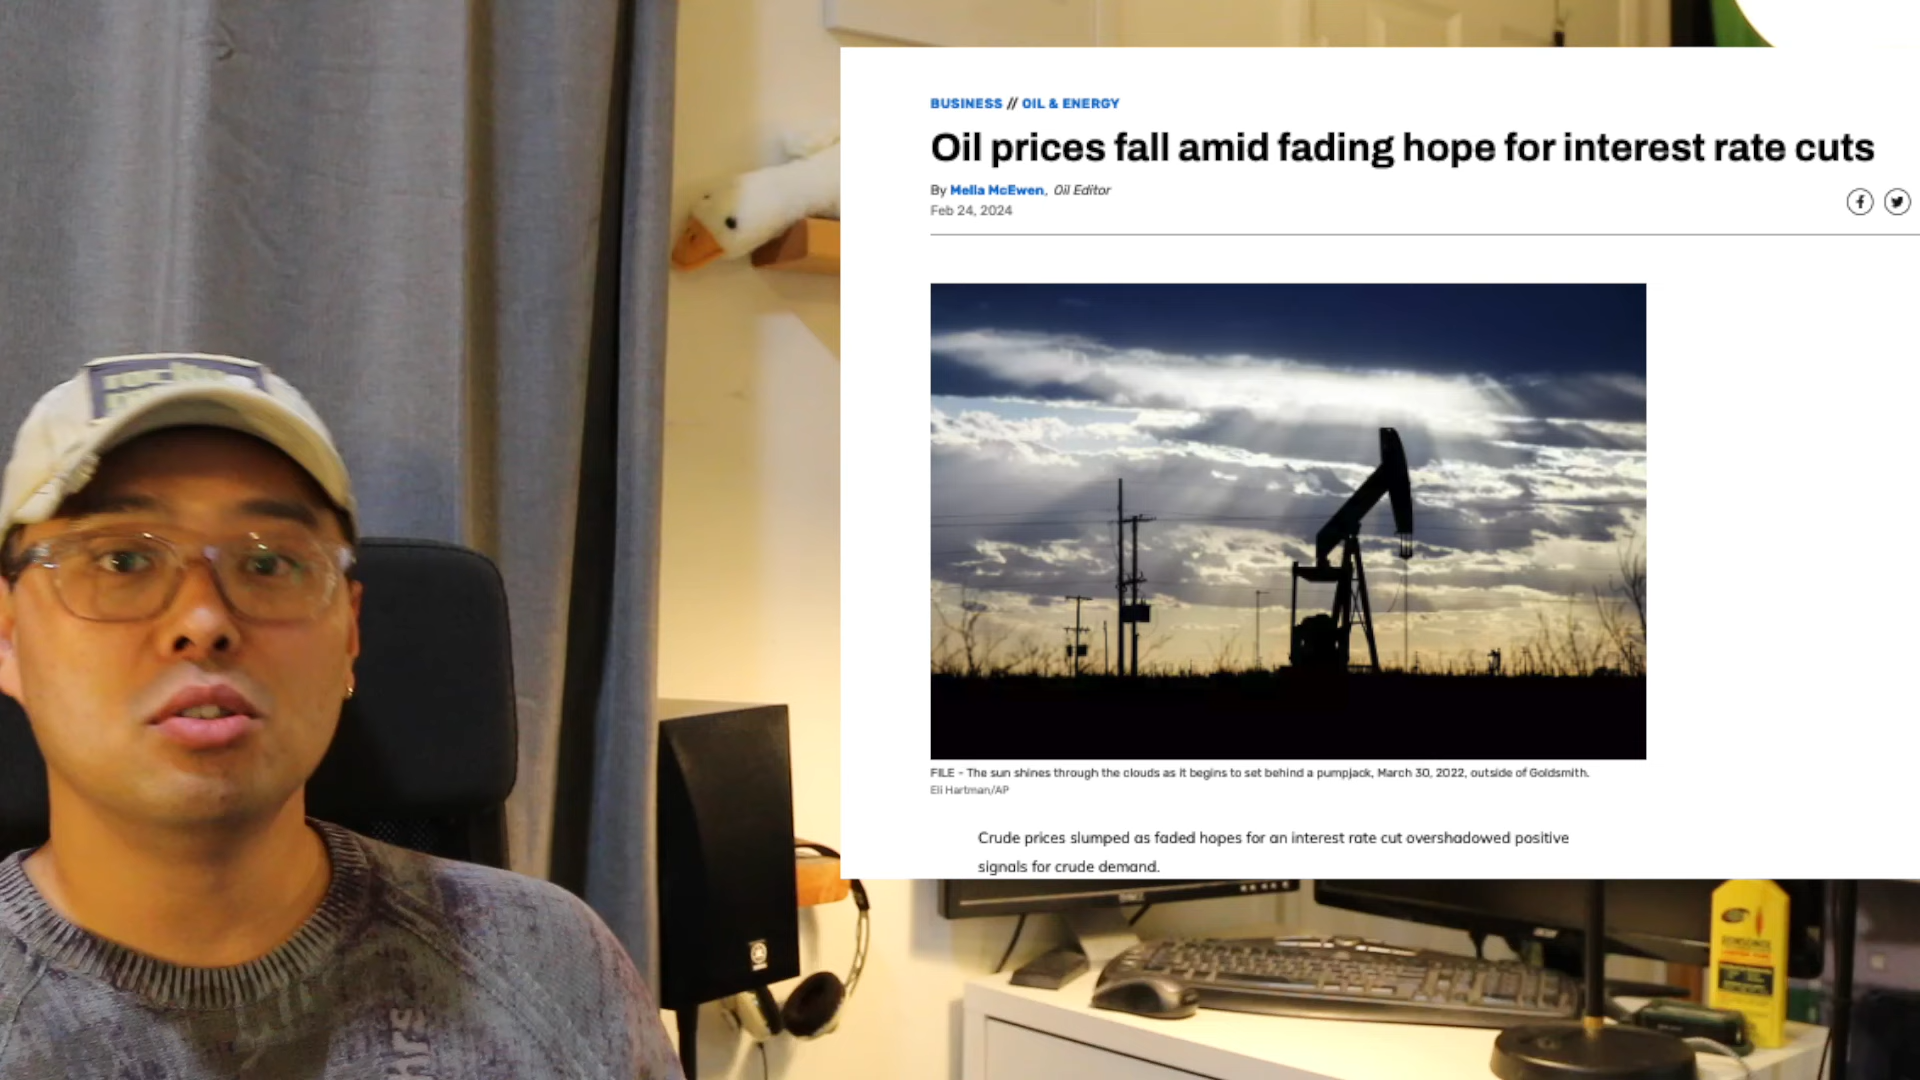 BUSINESS // OIL & ENERGY
Oil prices fall amid fading hope for interest rate cuts
By Mella McEwen, Oil Editor
Feb 24, 2024
FILE - The sun shines through the clouds as it begins to set behind a pumpjack, March 30, 2022, outside of Goldsmith.
Eli Hartman/AP
Crude prices slumped as faded hopes for an interest rate cut overshadowed positive
signals for crude demand.
DELL
RONSONOL